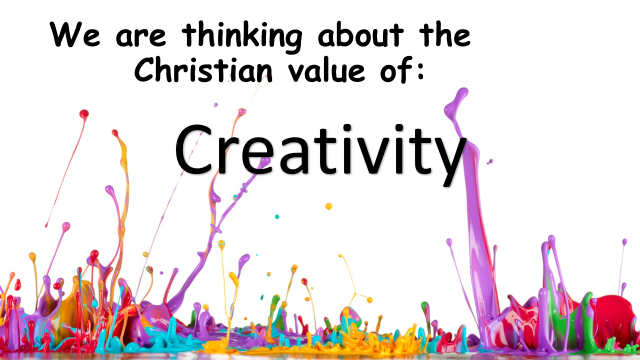 We are thinking about the
Christian value of:
Creativity